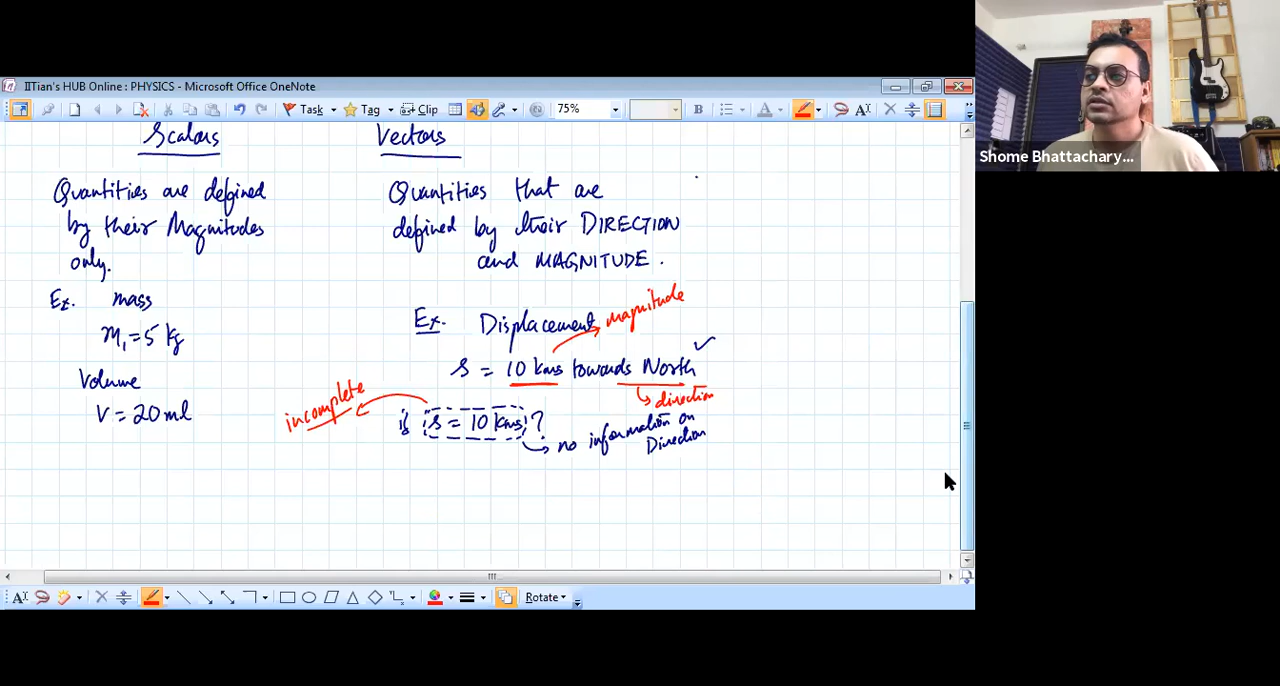 IITian's HUB Online : PHYSICS - Microsoft Office OneNote
Task Tag Clip 75% B A A
Shome Bhattachary...
Scalars
Quantities are defined
by their Magnitudes
only.
Ex. mass
m₁ = 5 kg
Volume
V = 20 ml
Vectors
Quantities that are
defined by their DIRECTION
and MAGNITUDE.
Ex. Displacement
magnitude
s = 10 kms towards North
direction
incomplete
is s = 10 kms ?
no information on
Direction
A Rotate